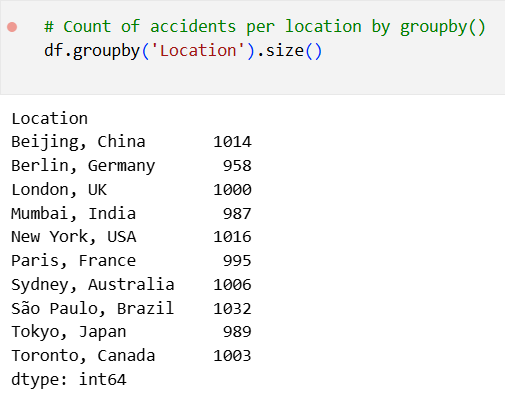 # Count of accidents per location by groupby()
df.groupby('Location').size()
Location
Beijing, China       1014
Berlin, Germany       958
London, UK           1000
Mumbai, India         987
New York, USA        1016
Paris, France         995
Sydney, Australia    1006
São Paulo, Brazil    1032
Tokyo, Japan          989
Toronto, Canada      1003
dtype: int64